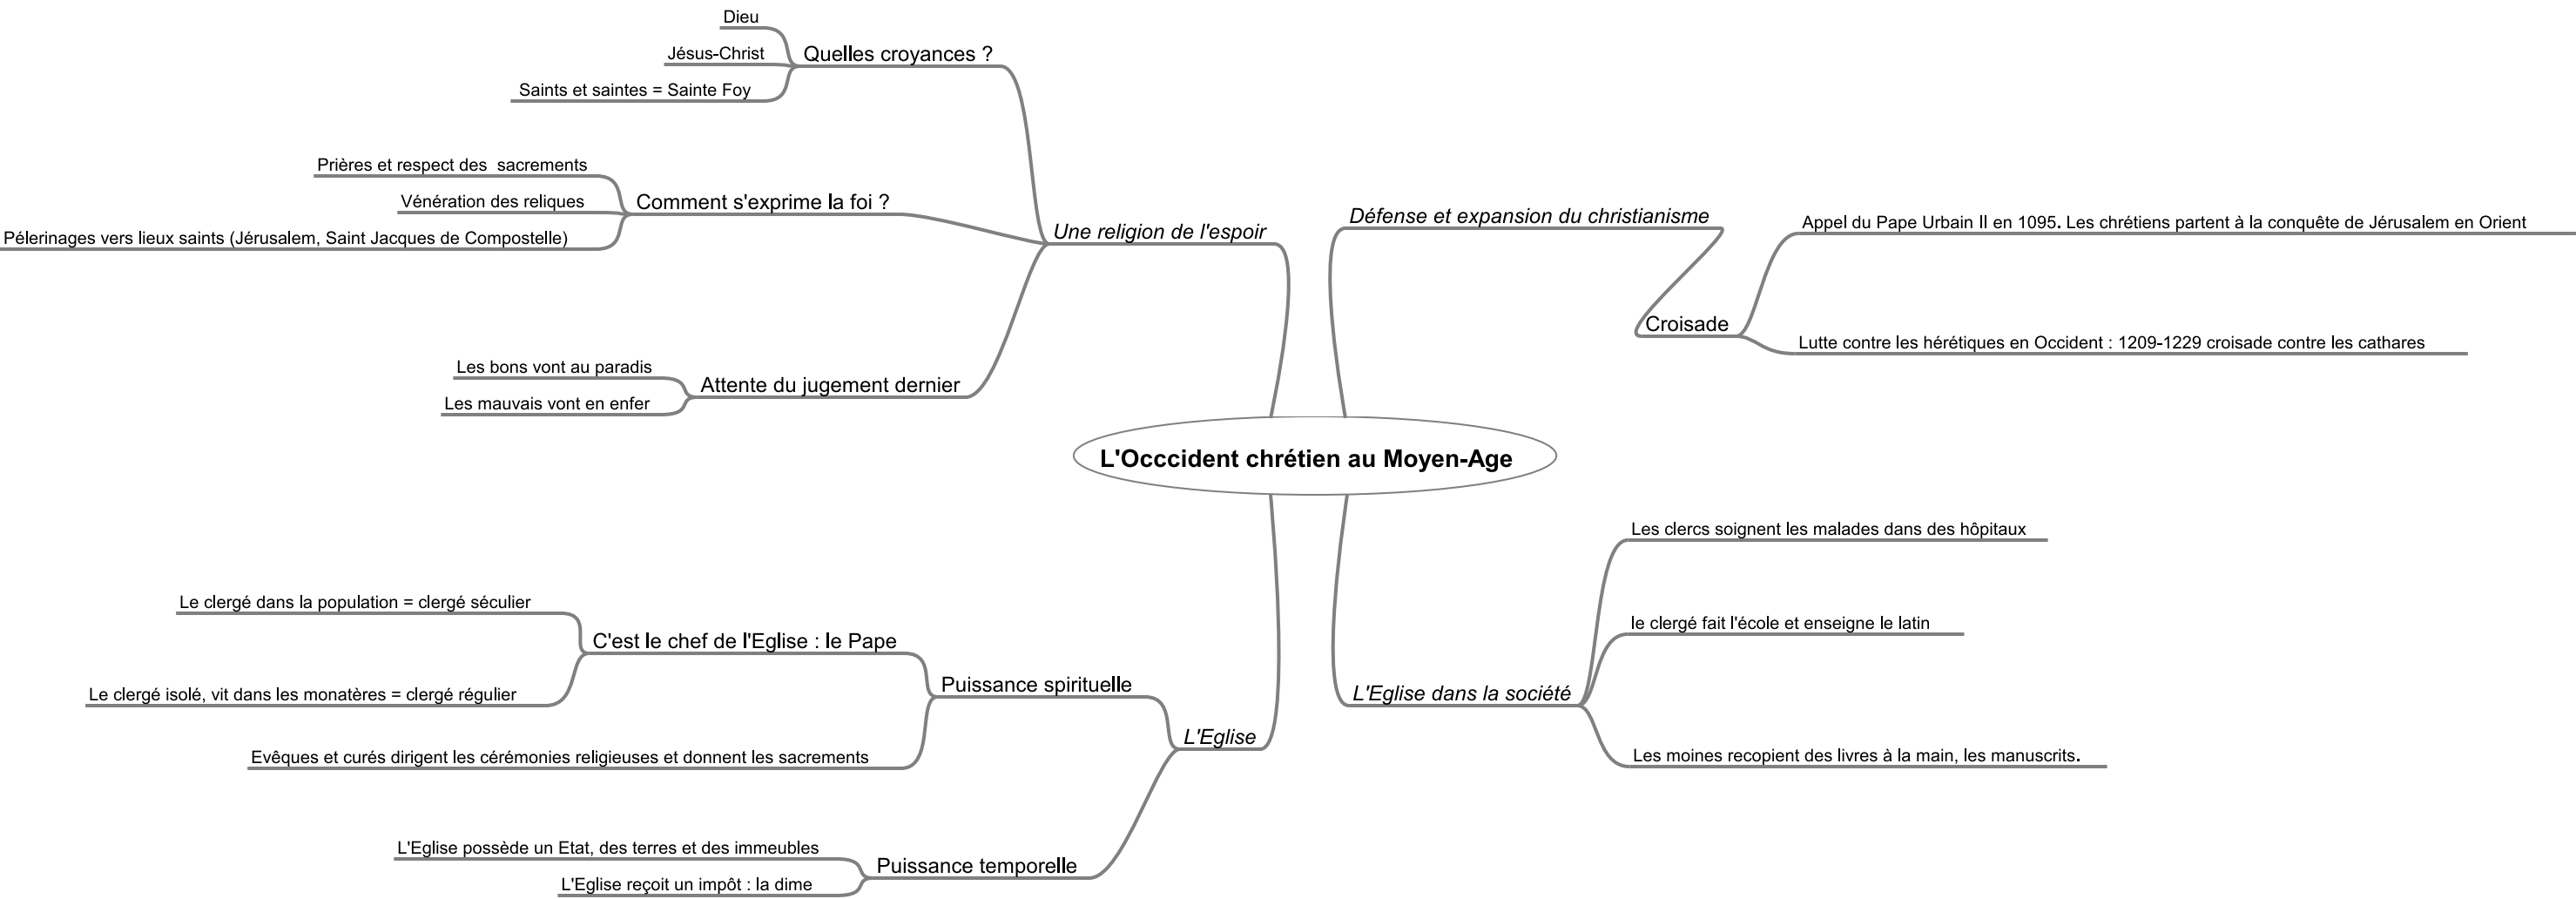 Dieu
Jésus-Christ
Saints et saintes = Sainte Foy
Quelles croyances ?
Prières et respect des  sacrements
Vénération des reliques
Pélerinages vers lieux saints (Jérusalem, Saint Jacques de Compostelle)
Comment s'exprime la foi ?
Les bons vont au paradis
Les mauvais vont en enfer
Attente du jugement dernier
Une religion de l'espoir
Défense et expansion du christianisme
Croisade
Appel du Pape Urbain II en 1095. Les chrétiens partent à la conquête de Jérusalem en Orient
Lutte contre les hérétiques en Occident : 1209-1229 croisade contre les cathares
L'Occcident chrétien au Moyen-Age
Le clergé dans la population = clergé séculier
Le clergé isolé, vit dans les monatères = clergé régulier
C'est le chef de l'Eglise : le Pape
Evêques et curés dirigent les cérémonies religieuses et donnent les sacrements
Puissance spirituelle
L'Eglise possède un Etat, des terres et des immeubles
L'Eglise reçoit un impôt : la dime
Puissance temporelle
L'Eglise
L'Eglise dans la société
Les clercs soignent les malades dans des hôpitaux
le clergé fait l'école et enseigne le latin
Les moines recopient des livres à la main, les manuscrits.